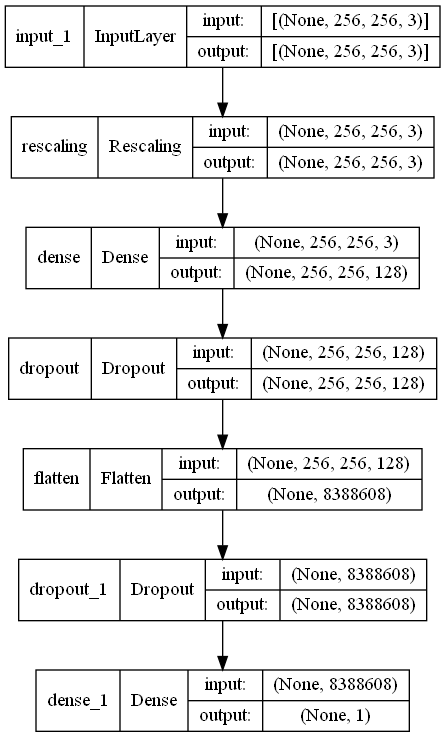 input_1 InputLayer input: [(None, 256, 256, 3)]
output: [(None, 256, 256, 3)]
rescaling Rescaling input: (None, 256, 256, 3)
output: (None, 256, 256, 3)
dense Dense input: (None, 256, 256, 3)
output: (None, 256, 256, 128)
dropout Dropout input: (None, 256, 256, 128)
output: (None, 256, 256, 128)
flatten Flatten input: (None, 256, 256, 128)
output: (None, 8388608)
dropout_1 Dropout input: (None, 8388608)
output: (None, 8388608)
dense_1 Dense input: (None, 8388608)
output: (None, 1)